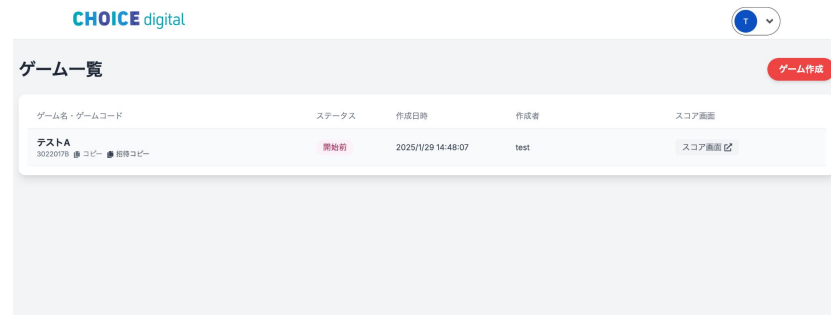 CHOICE digital
T
ゲーム一覧
ゲーム作成
ゲーム名・ゲームコード ステータス 作成日時 作成者 スコア画面
テストA
3022017B コピー 招待コピー
開始前 2025/1/29 14:48:07 test スコア画面